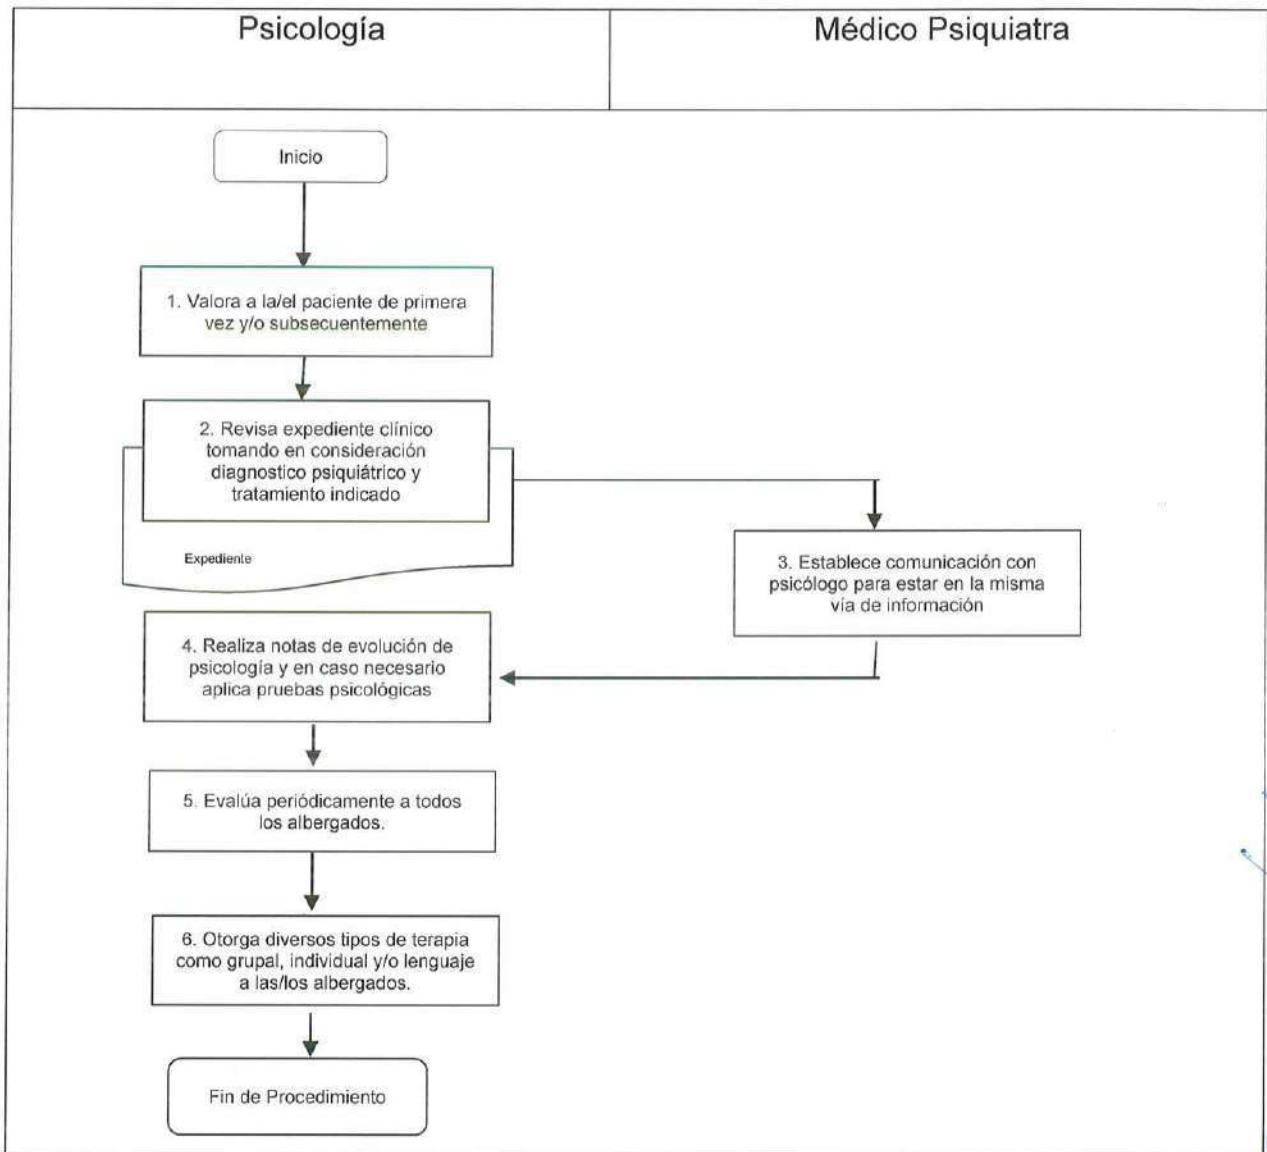 Psicología
Médico Psiquiatra
Inicio
1. Valora a la/el paciente de primera
vez y/o subsecuentemente
2. Revisa expediente clínico
tomando en consideración
diagnostico psiquiátrico y
tratamiento indicado
Expediente
3. Establece comunicación con
psicólogo para estar en la misma
vía de información
4. Realiza notas de evolución de
psicología y en caso necesario
aplica pruebas psicológicas
5. Evalúa periódicamente a todos
los albergados.
6. Otorga diversos tipos de terapia
como grupal, individual y/o lenguaje
a las/los albergados.
Fin de Procedimiento